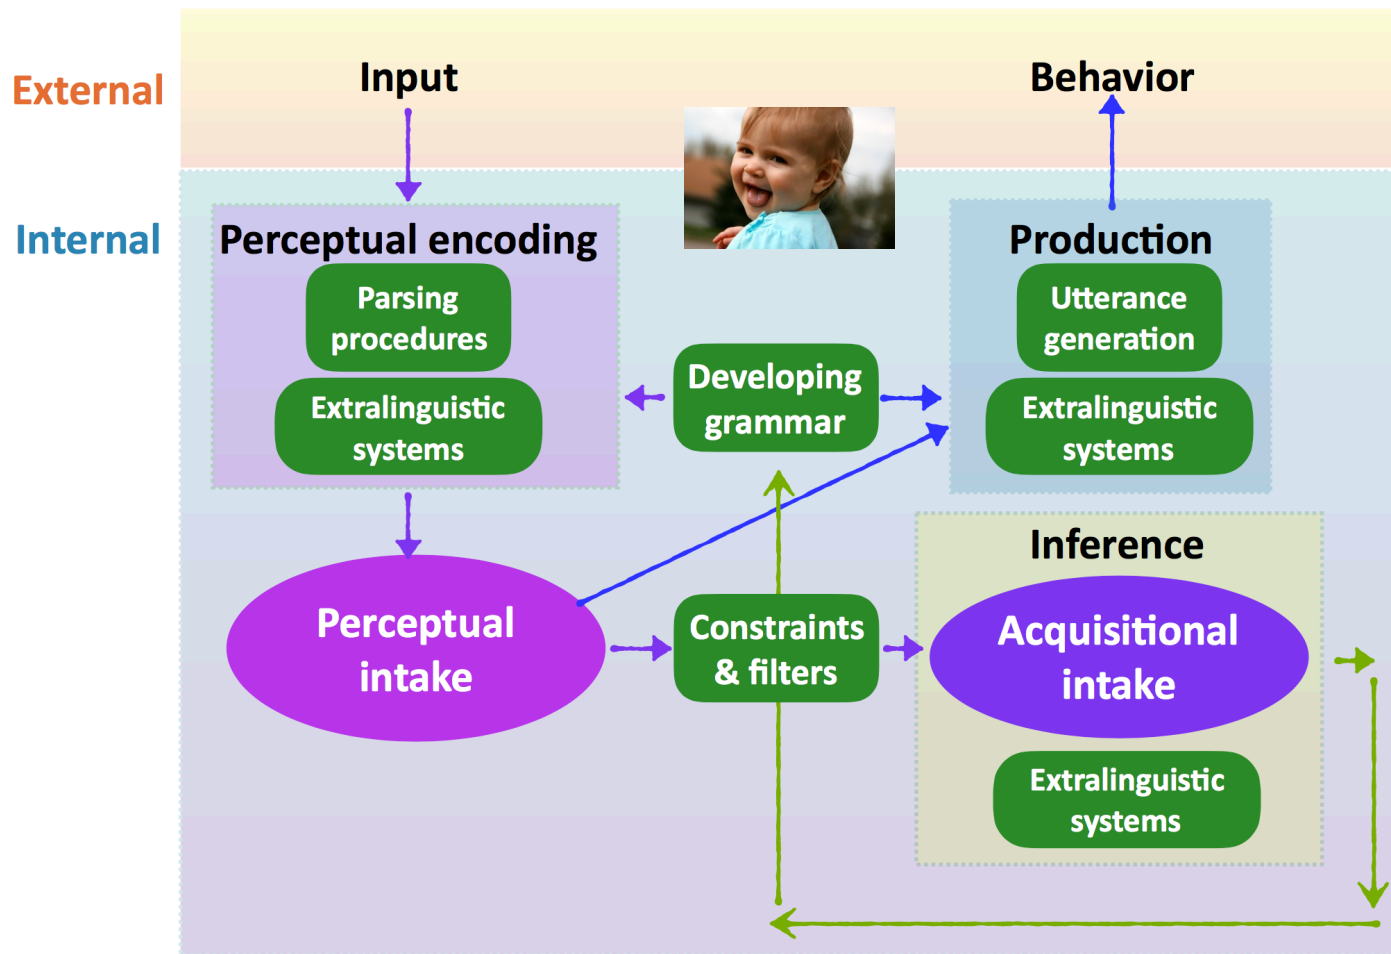 External
Input
Behavior
Internal
Perceptual encoding
Parsing
procedures
Extralinguistic
systems
Developing
grammar
Production
Utterance
generation
Extralinguistic
systems
Perceptual
intake
Constraints
& filters
Inference
Acquisitional
intake
Extralinguistic
systems